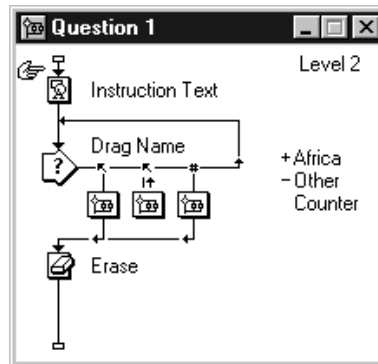 Question 1
Level 2
Instruction Text
Drag Name
?
#
+ Africa
− Other
Counter
Erase